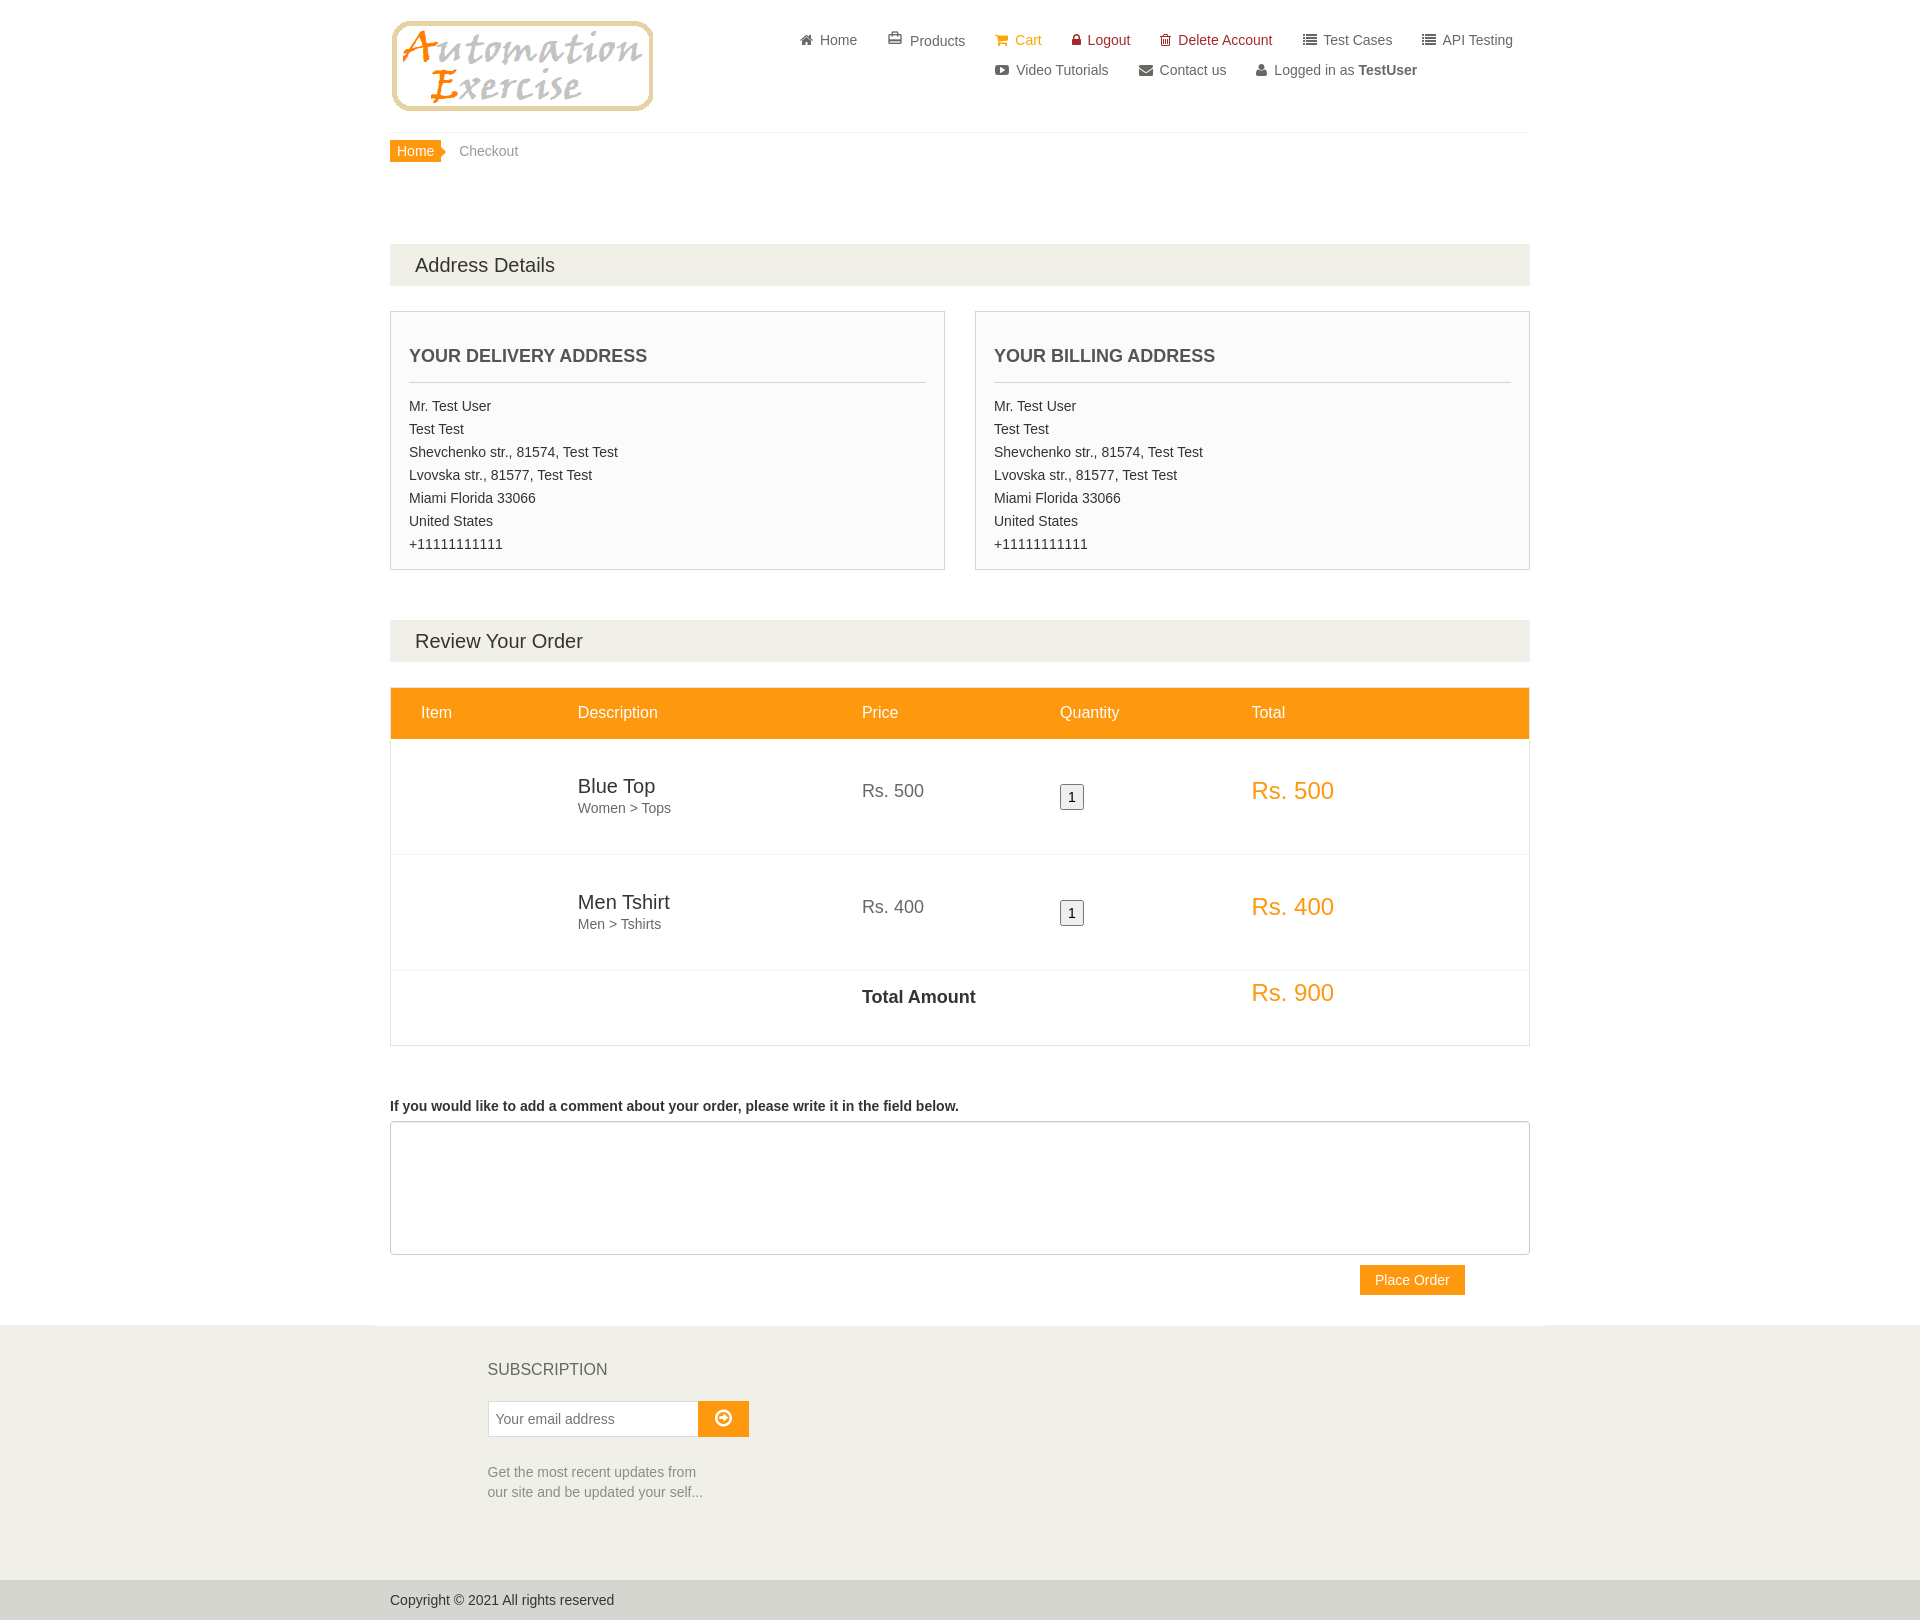 Automation
Exercise
Home
Products
Cart
Logout
Delete Account
Test Cases
API Testing
Video Tutorials
Contact us
Logged in as TestUser
Home
Checkout
Address Details
YOUR DELIVERY ADDRESS
Mr. Test User
Test Test
Shevchenko str., 81574, Test Test
Lvovska str., 81577, Test Test
Miami Florida 33066
United States
+11111111111
YOUR BILLING ADDRESS
Mr. Test User
Test Test
Shevchenko str., 81574, Test Test
Lvovska str., 81577, Test Test
Miami Florida 33066
United States
+11111111111
Review Your Order
Item Description Price Quantity Total
Blue Top
Women > Tops
Rs. 500
1
Rs. 500
Men Tshirt
Men > Tshirts
Rs. 400
1
Rs. 400
Total Amount
Rs. 900
If you would like to add a comment about your order, please write it in the field below.
Place Order
SUBSCRIPTION
Your email address
Get the most recent updates from
our site and be updated your self...
Copyright © 2021 All rights reserved